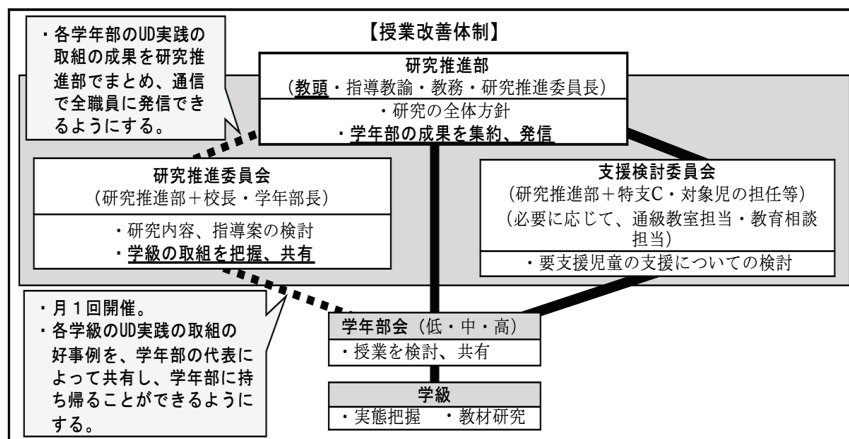 【授業改善体制】
・各学年部のUD実践の
取組の成果を研究推
進部でまとめ、通信
で全職員に発信でき
るようにする。
研究推進部
（教頭・指導教諭・教務・研究推進委員長）
・研究の全体方針
・学年部の成果を集約、発信
研究推進委員会
（研究推進部＋校長・学年部長）
・研究内容、指導案の検討
・学級の取組を把握、共有
支援検討委員会
（研究推進部＋特支C・対象児の担任等）
（必要に応じて、通級教室担当・教育相談
担当）
・要支援児童の支援についての検討
・月１回開催。
・各学級のUD実践の取組の
好事例を、学年部の代表に
よって共有し、学年部に持
ち帰ることができるように
する。
学年部会（低・中・高）
・授業を検討、共有
学級
・実態把握　・教材研究